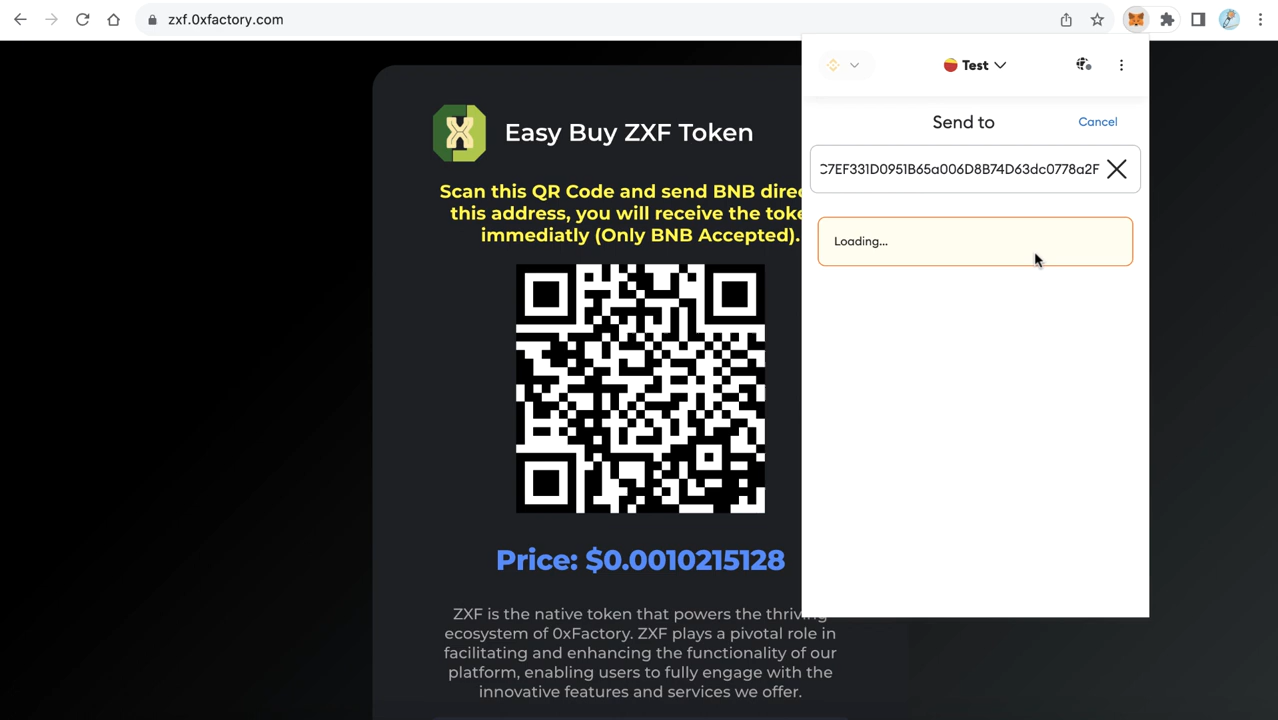 zxf.0xfactory.com
Test
Send to
Cancel
C7EF331D0951B65a006D8B74D63dc0778a2F
Loading...
Easy Buy ZXF Token
Scan this QR Code and send BNB direc
this address, you will receive the toke
immediatly (Only BNB Accepted).
Price: $0.0010215128
ZXF is the native token that powers the thriving
ecosystem of 0xFactory. ZXF plays a pivotal role in
facilitating and enhancing the functionality of our
platform, enabling users to fully engage with the
innovative features and services we offer.